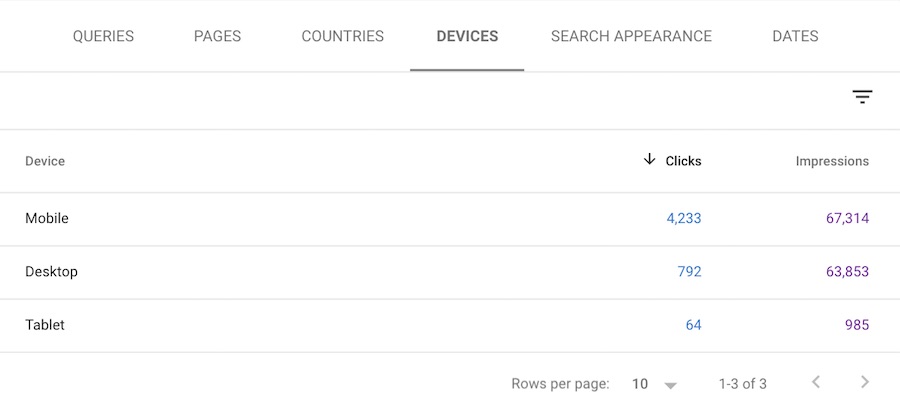 QUERIES PAGES COUNTRIES DEVICES SEARCH APPEARANCE DATES
Device Clicks Impressions
Mobile 4,233 67,314
Desktop 792 63,853
Tablet 64 985
Rows per page: 10 1-3 of 3